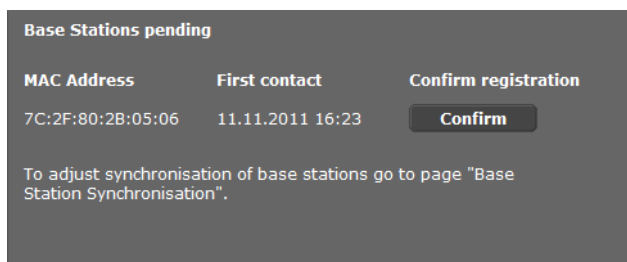 Base Stations pending
MAC Address First contact Confirm registration
7C:2F:80:2B:05:06 11.11.2011 16:23 Confirm
To adjust synchronisation of base stations go to page "Base
Station Synchronisation".